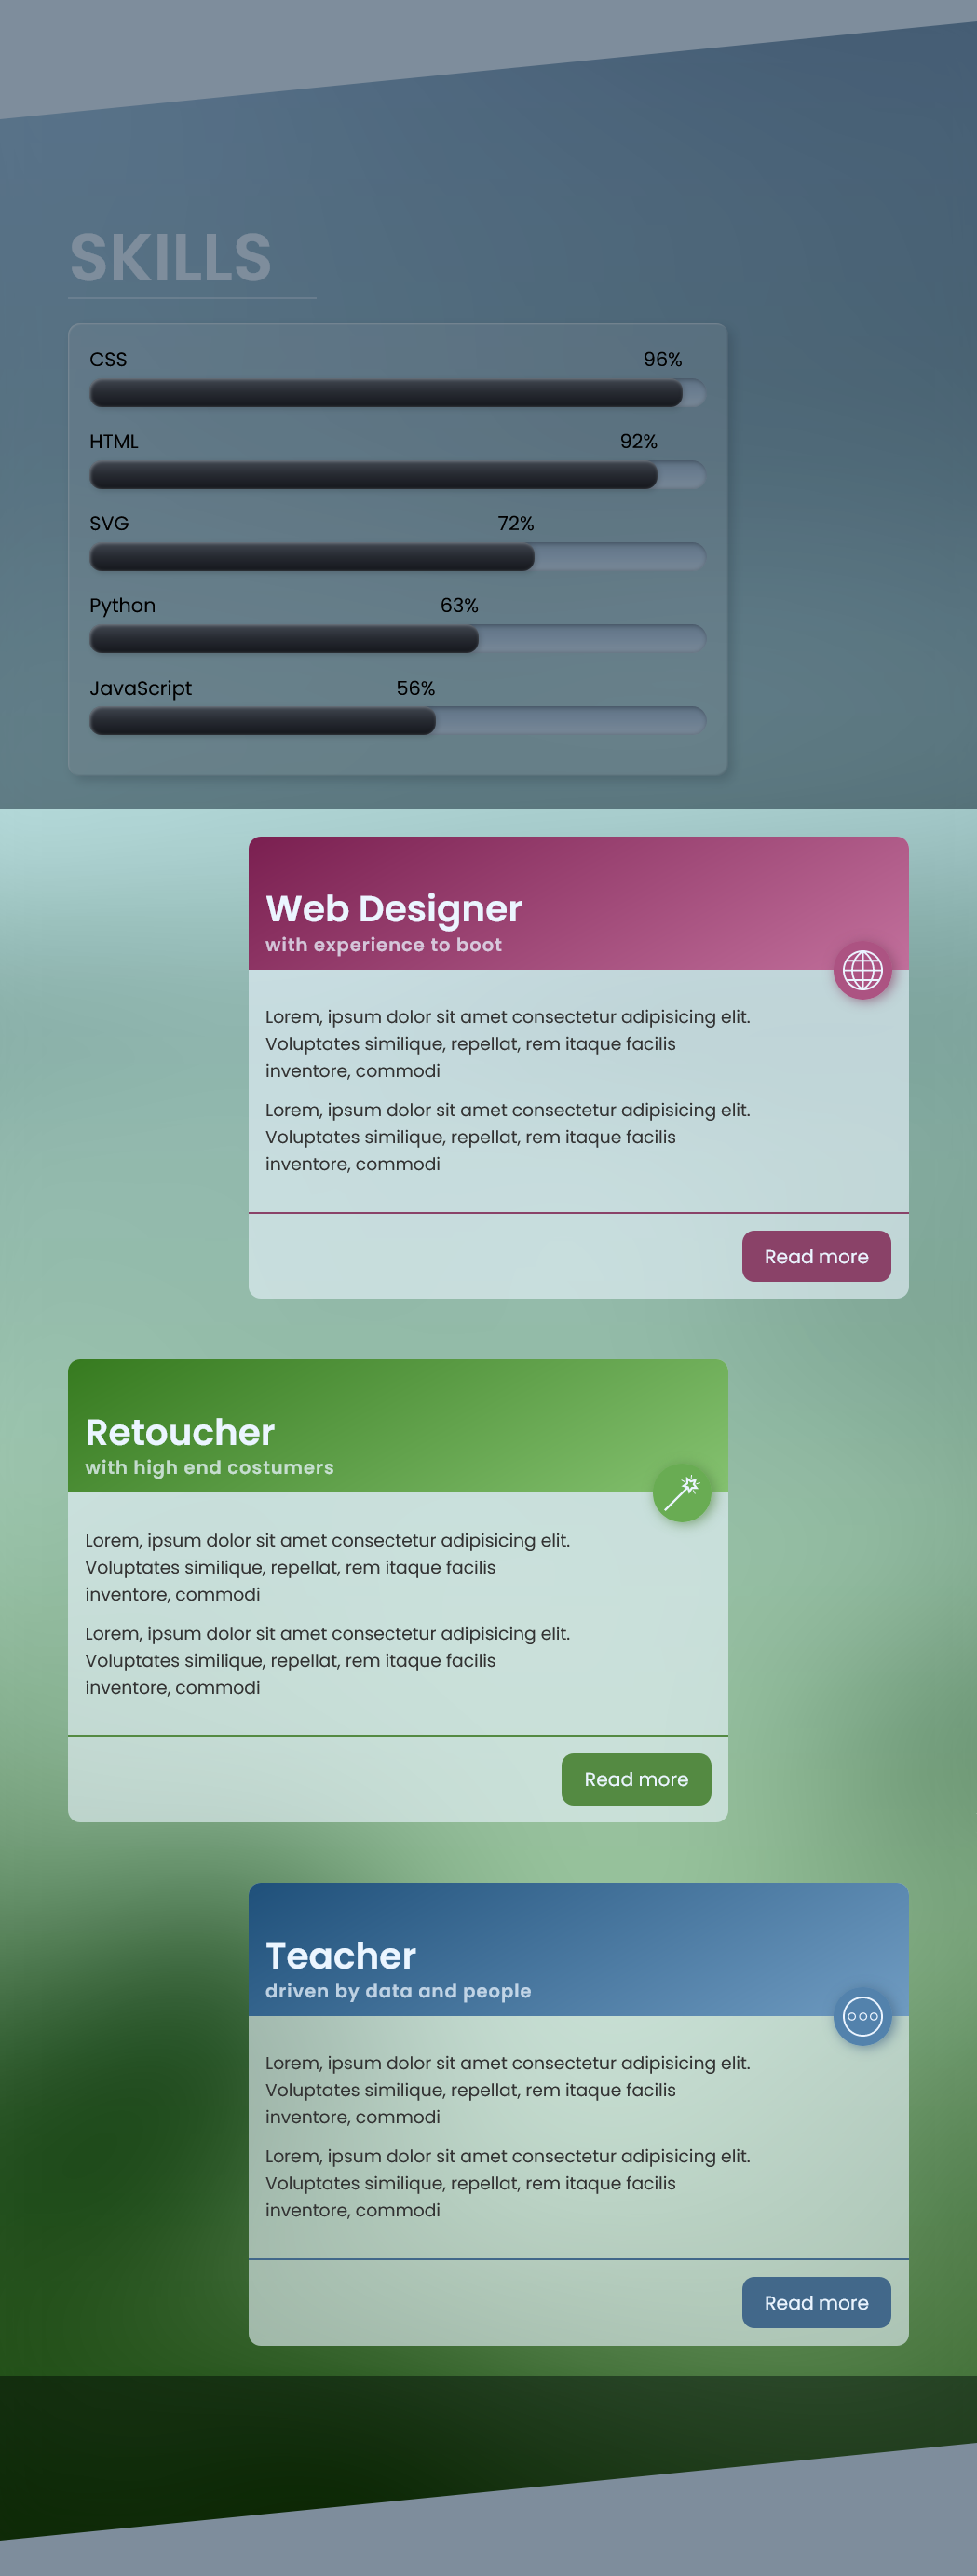 SKILLS
CSS 96%
HTML 92%
SVG 72%
Python 63%
JavaScript 56%
Web Designer
with experience to boot
Lorem, ipsum dolor sit amet consectetur adipisicing elit.
Voluptates similique, repellat, rem itaque facilis
inventore, commodi
Lorem, ipsum dolor sit amet consectetur adipisicing elit.
Voluptates similique, repellat, rem itaque facilis
inventore, commodi
Read more
Retoucher
with high end costumers
Lorem, ipsum dolor sit amet consectetur adipisicing elit.
Voluptates similique, repellat, rem itaque facilis
inventore, commodi
Lorem, ipsum dolor sit amet consectetur adipisicing elit.
Voluptates similique, repellat, rem itaque facilis
inventore, commodi
Read more
Teacher
driven by data and people
Lorem, ipsum dolor sit amet consectetur adipisicing elit.
Voluptates similique, repellat, rem itaque facilis
inventore, commodi
Lorem, ipsum dolor sit amet consectetur adipisicing elit.
Voluptates similique, repellat, rem itaque facilis
inventore, commodi
Read more